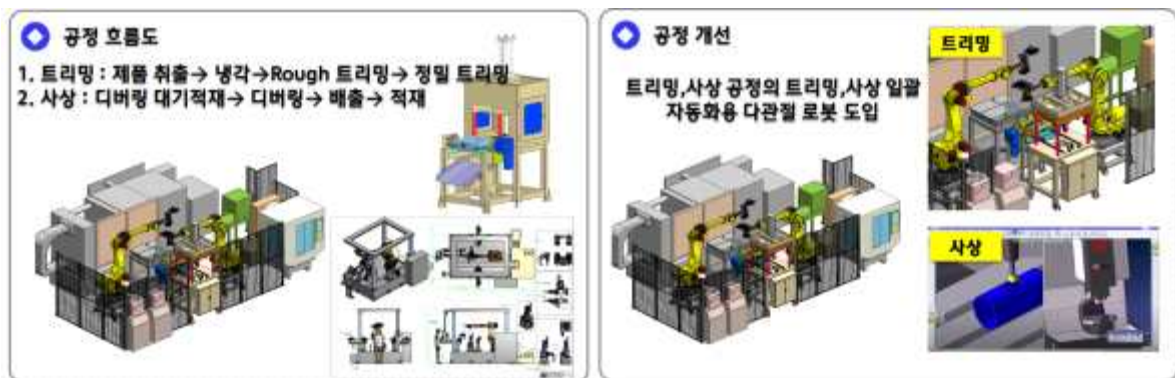 공정 흐름도
1. 트리밍 : 제품 취출→ 냉각→Rough 트리밍→ 정밀 트리밍
2. 사상 : 디버링 대기적재→ 디버링→ 배출→ 적재
공정 개선
트리밍,사상 공정의 트리밍,사상 일괄
자동화용 다관절 로봇 도입
트리밍
사상